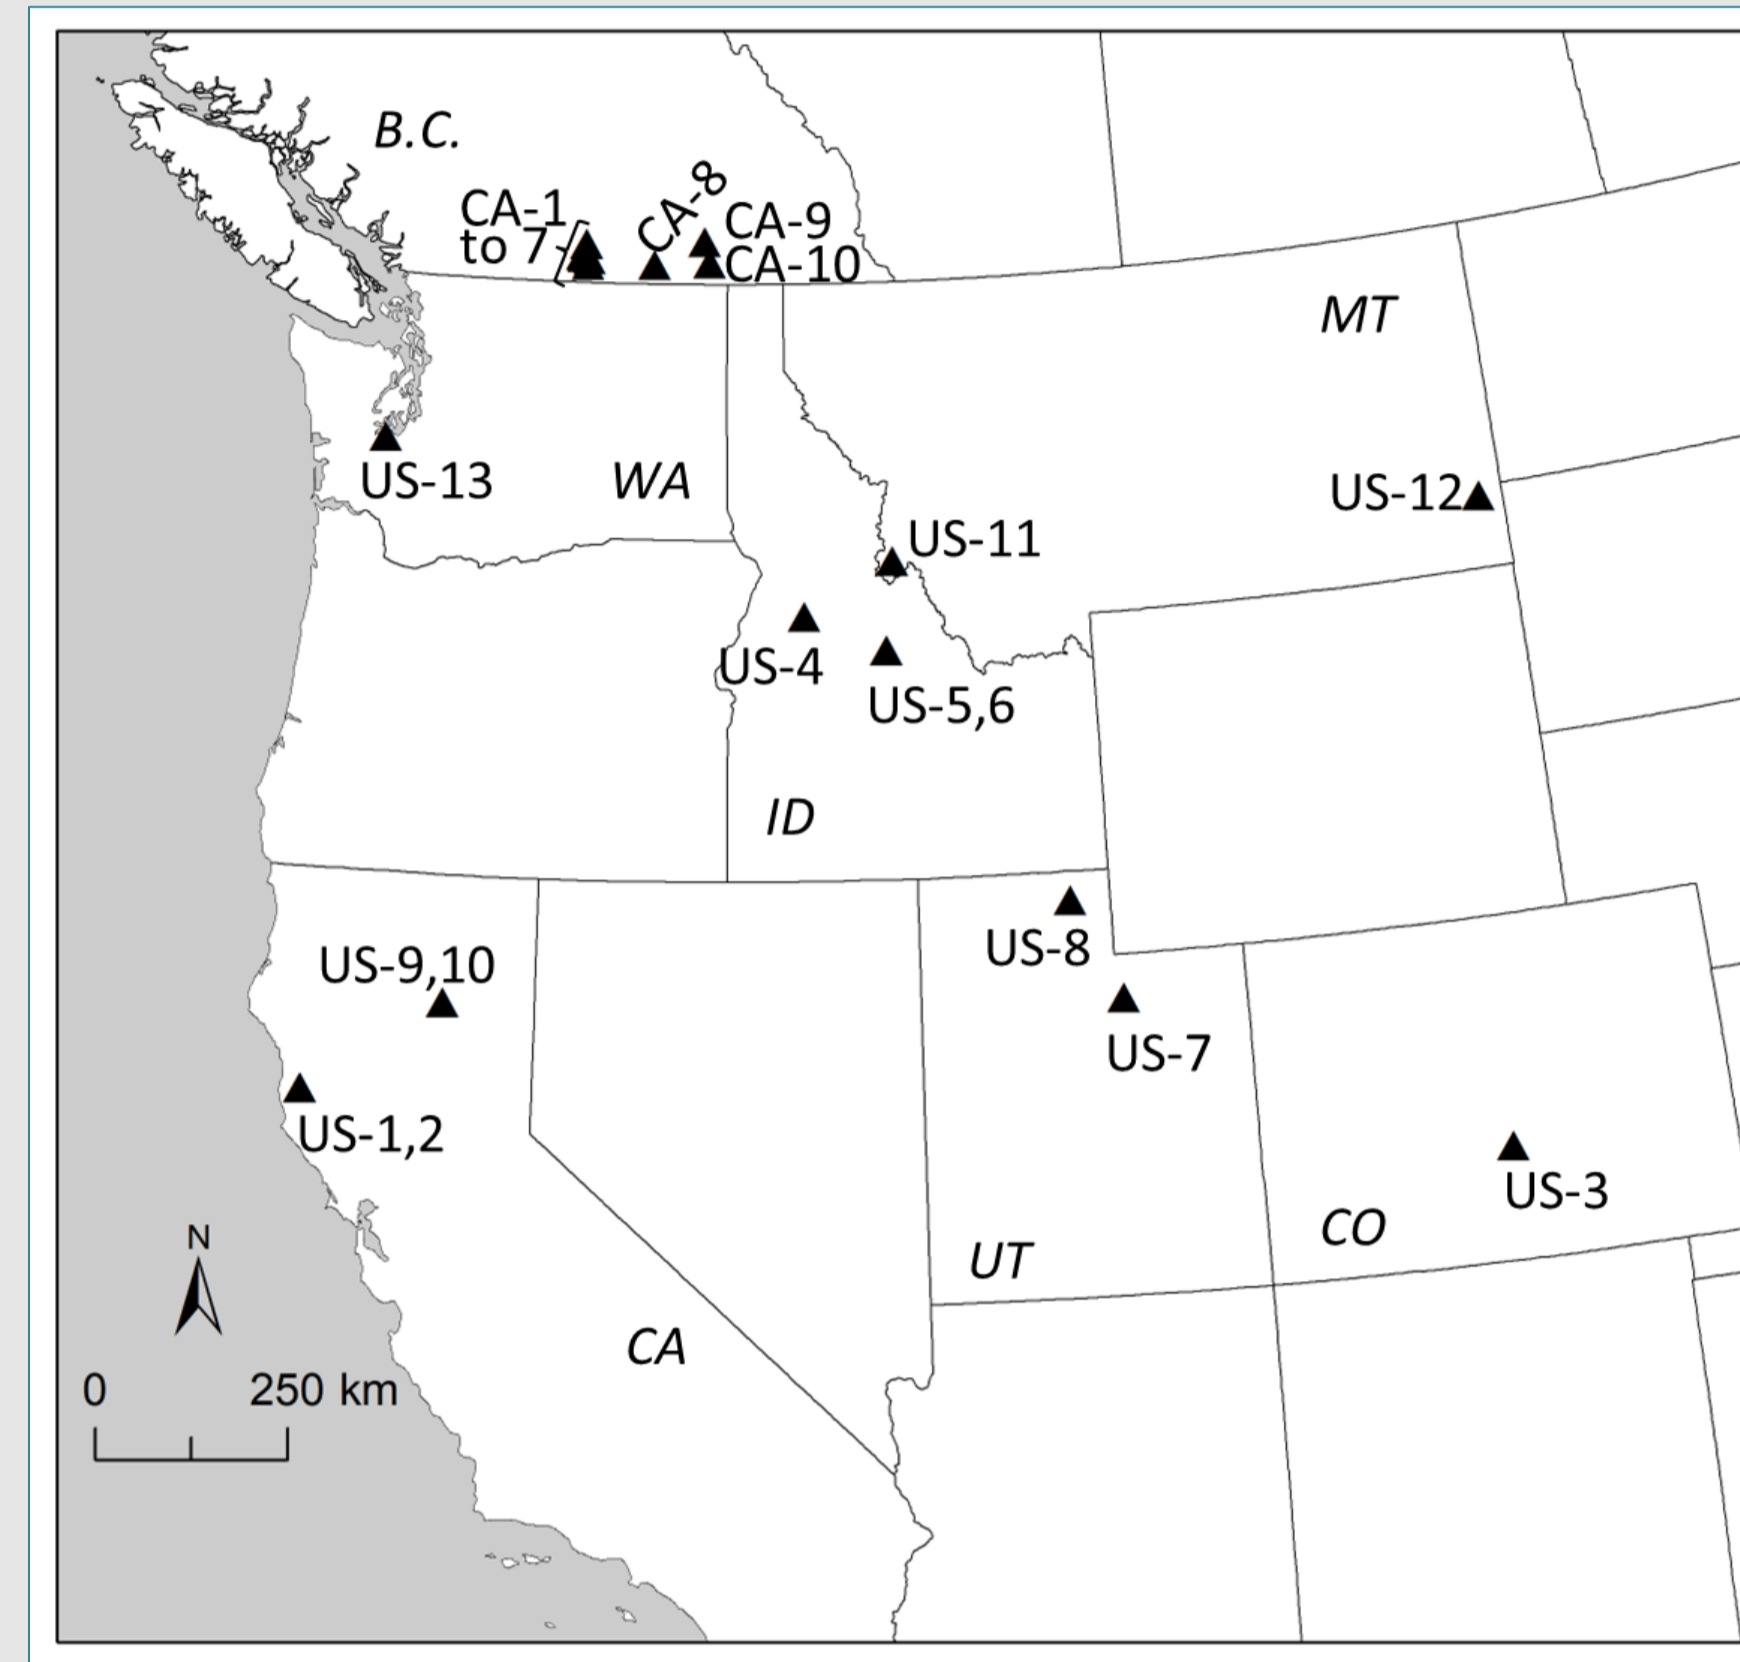 B.C.
CA-8
CA-1
to 7
CA-9
CA-10
MT
US-13
WA
US-12
US-11
US-4
US-5,6
ID
US-8
US-9,10
US-7
US-1,2
US-3
CO
N
UT
CA
0 250 km